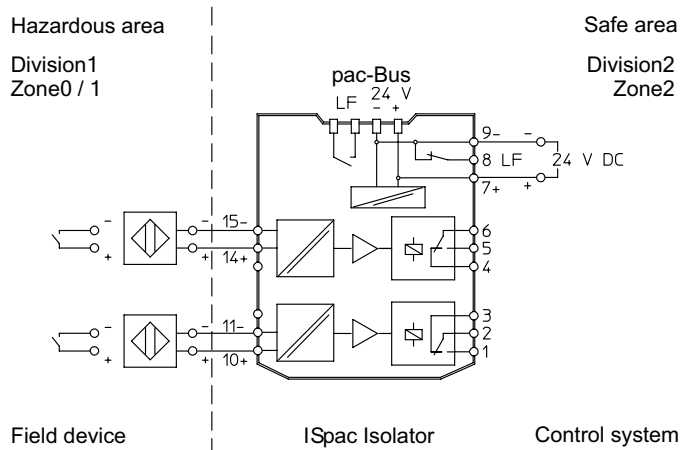 Hazardous area
Safe area
Division1
Zone0 / 1
Division2
Zone2
pac-Bus
LF 24 V
- +
9- -
8 LF 24 V DC
7+ +
- - 15-
+ + 14+
6
5
4
3
- - 11- 2
+ + 10+ 1
Field device
ISpac Isolator
Control system